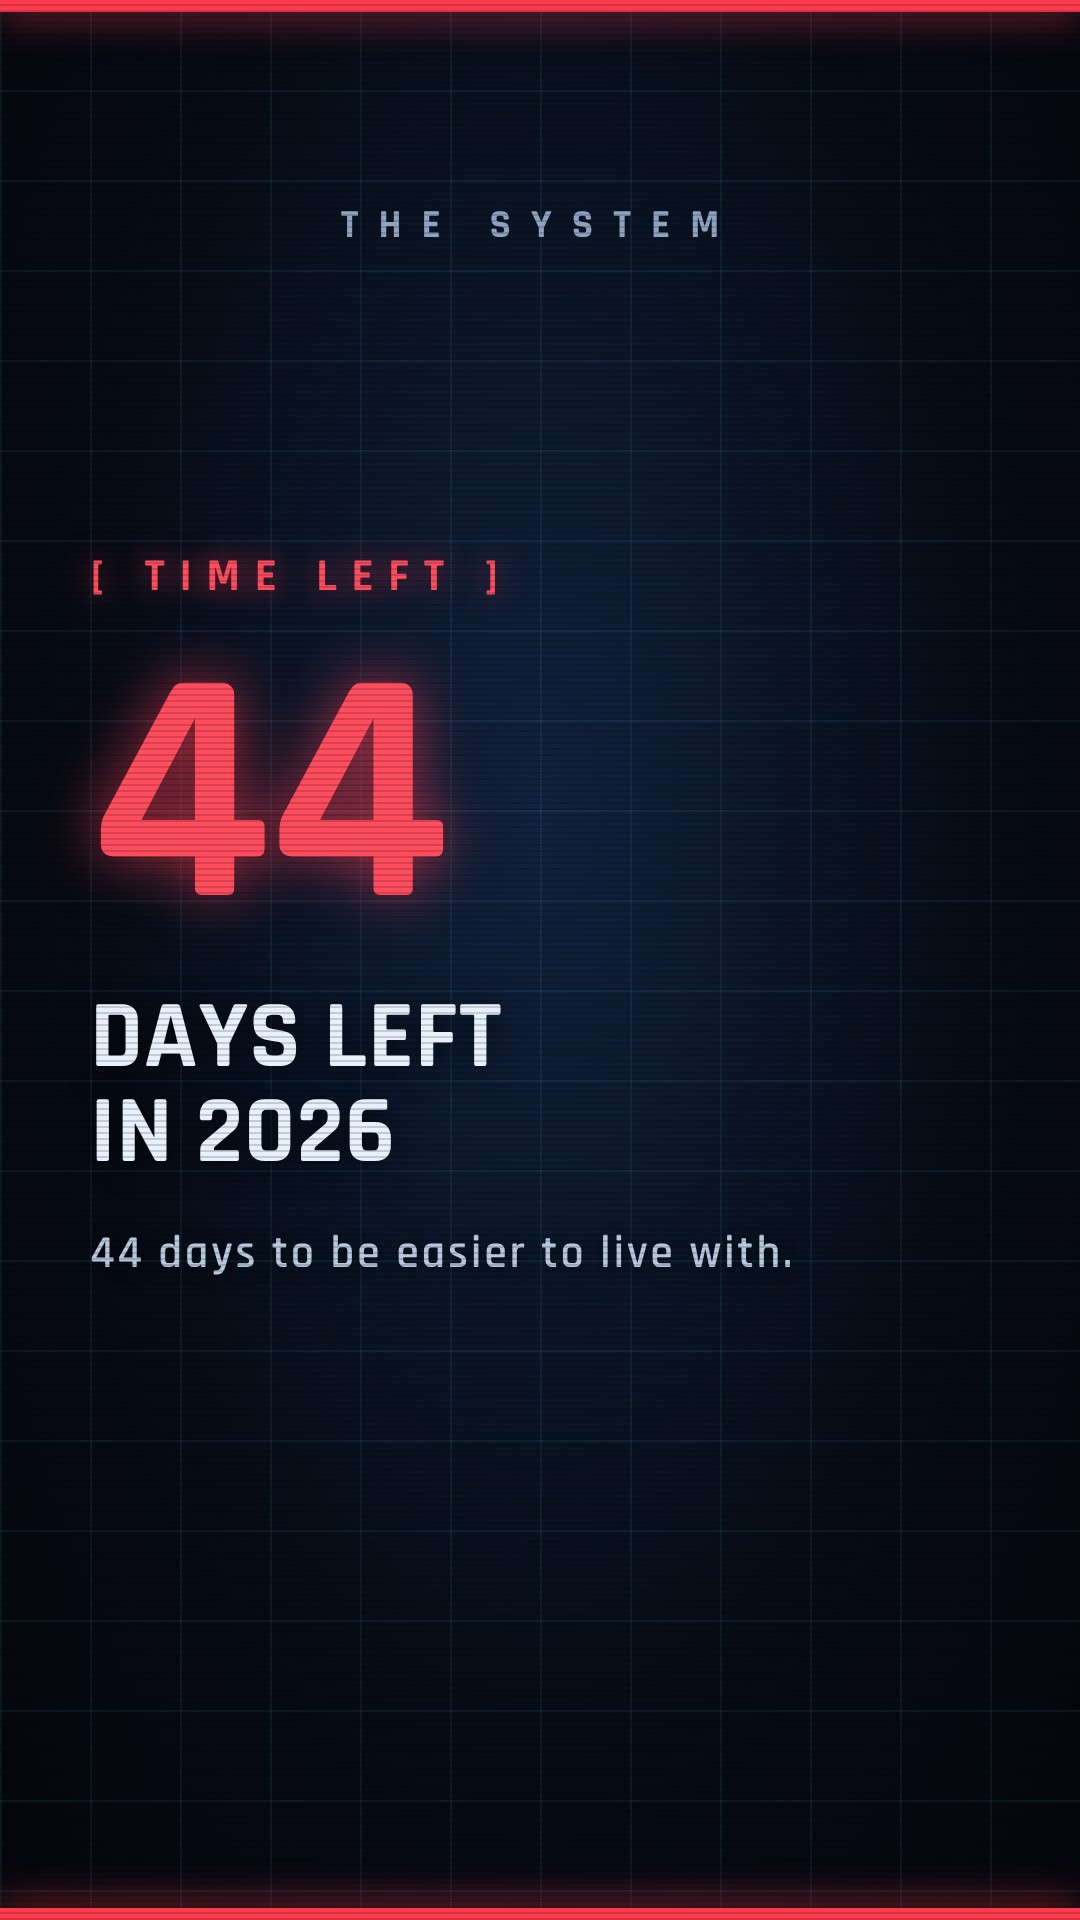 THE SYSTEM
[ TIME LEFT ]
44
DAYS LEFT
IN 2026
44 days to be easier to live with.